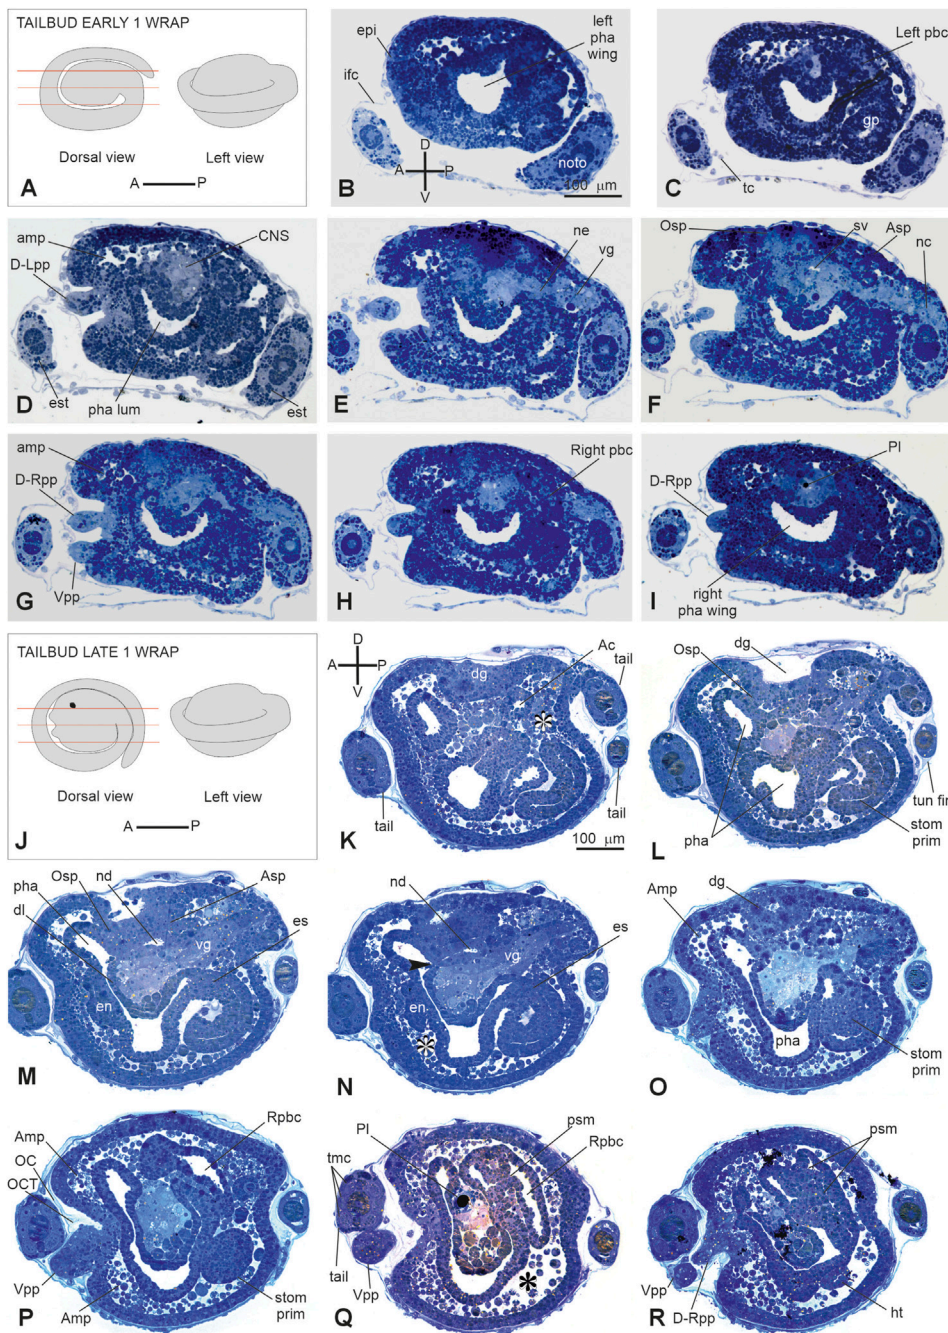 TAILBUD EARLY 1 WRAP
Dorsal view
Left view
A
P
A
epi
ifc
left
pha
wing
noto
D
A
P
V
100 µm
B
Left pbc
gp
tc
C
amp
D-Lpp
CNS
est
pha lum
est
D
ne
vg
E
Osp
sv
Asp
nc
F
amp
D-Rpp
Vpp
G
Right pbc
H
D-Rpp
PI
right
pha wing
I
TAILBUD LATE 1 WRAP
Dorsal view
Left view
A
P
J
D
A
P
V
dg
Ac
tail
*
tail
tail
100 µm
K
Osp
dg
pha
tun fin
stom
prim
L
pha
Osp
nd
Asp
dl
es
vg
en
M
nd
es
vg
en
*
N
Amp
dg
pha
stom
prim
O
Amp
OC
OCT
Rpbc
Vpp
Amp
stom
prim
P
PI
psm
Rpbc
tmc
tail
Vpp
*
Q
psm
Vpp
D-Rpp
ht
R